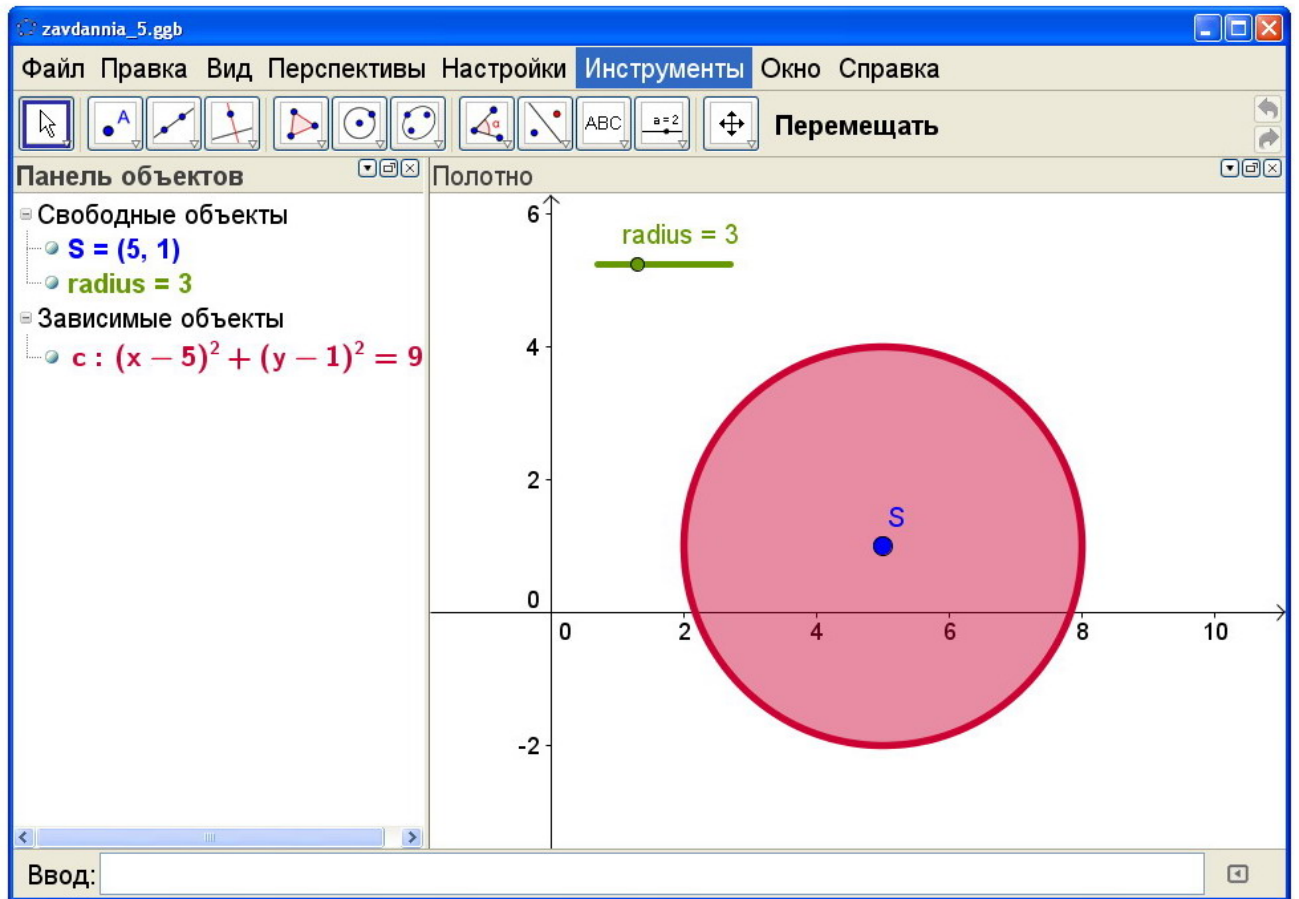 zavdannia_5.ggb
Файл Правка Вид Перспективы Настройки Инструменты Окно Справка
A α ABC a=2 Перемещать
Панель объектов
Свободные объекты
S = (5, 1)
radius = 3
Зависимые объекты
c : (x − 5)² + (y − 1)² = 9
Полотно
6
radius = 3
4
2
S
0
0 2 4 6 8 10
-2
Ввод: